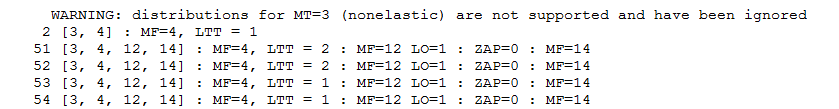 WARNING: distributions for MT=3 (nonelastic) are not supported and have been ignored
2 [3, 4] : MF=4, LTT = 1
51 [3, 4, 12, 14] : MF=4, LTT = 2 : MF=12 LO=1 : ZAP=0 : MF=14
52 [3, 4, 12, 14] : MF=4, LTT = 2 : MF=12 LO=1 : ZAP=0 : MF=14
53 [3, 4, 12, 14] : MF=4, LTT = 1 : MF=12 LO=1 : ZAP=0 : MF=14
54 [3, 4, 12, 14] : MF=4, LTT = 1 : MF=12 LO=1 : ZAP=0 : MF=14